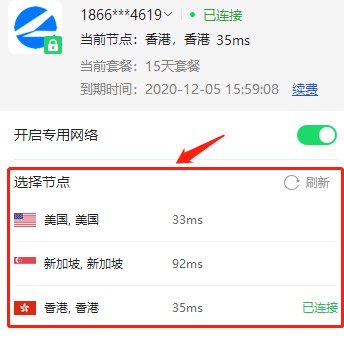 1866***4619 已连接
当前节点：香港，香港 35ms
当前套餐：15天套餐
到期时间：2020-12-05 15:59:08 续费
开启专用网络
选择节点 刷新
美国, 美国 33ms
新加坡, 新加坡 92ms
香港, 香港 35ms 已连接